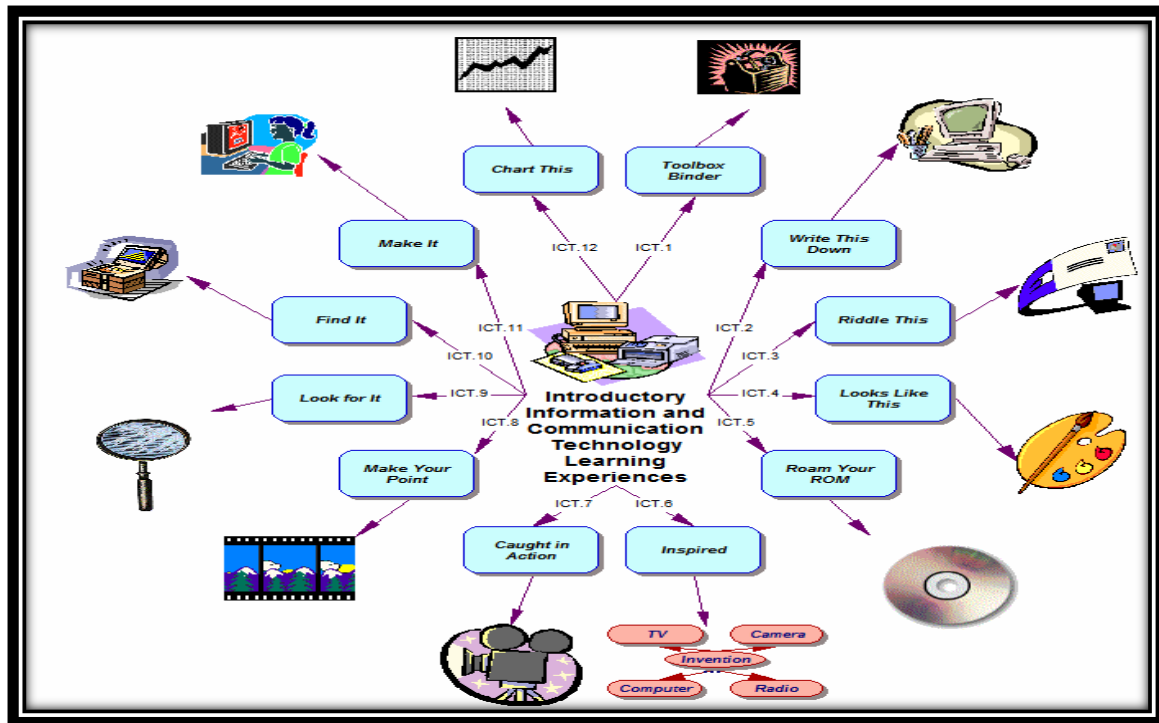 Chart This
Toolbox
Binder
Make It
Write This
Down
ICT.12
ICT.1
Find It
Riddle This
ICT.11
ICT.2
ICT.10
ICT.3
Look for It
Looks Like
This
ICT.9
ICT.4
ICT.8
ICT.5
Introductory
Information and
Communication
Technology
Learning
Experiences
Make Your
Point
Roam Your
ROM
ICT.7
ICT.6
Caught in
Action
Inspired
TV
Camera
Invention
Computer
Radio